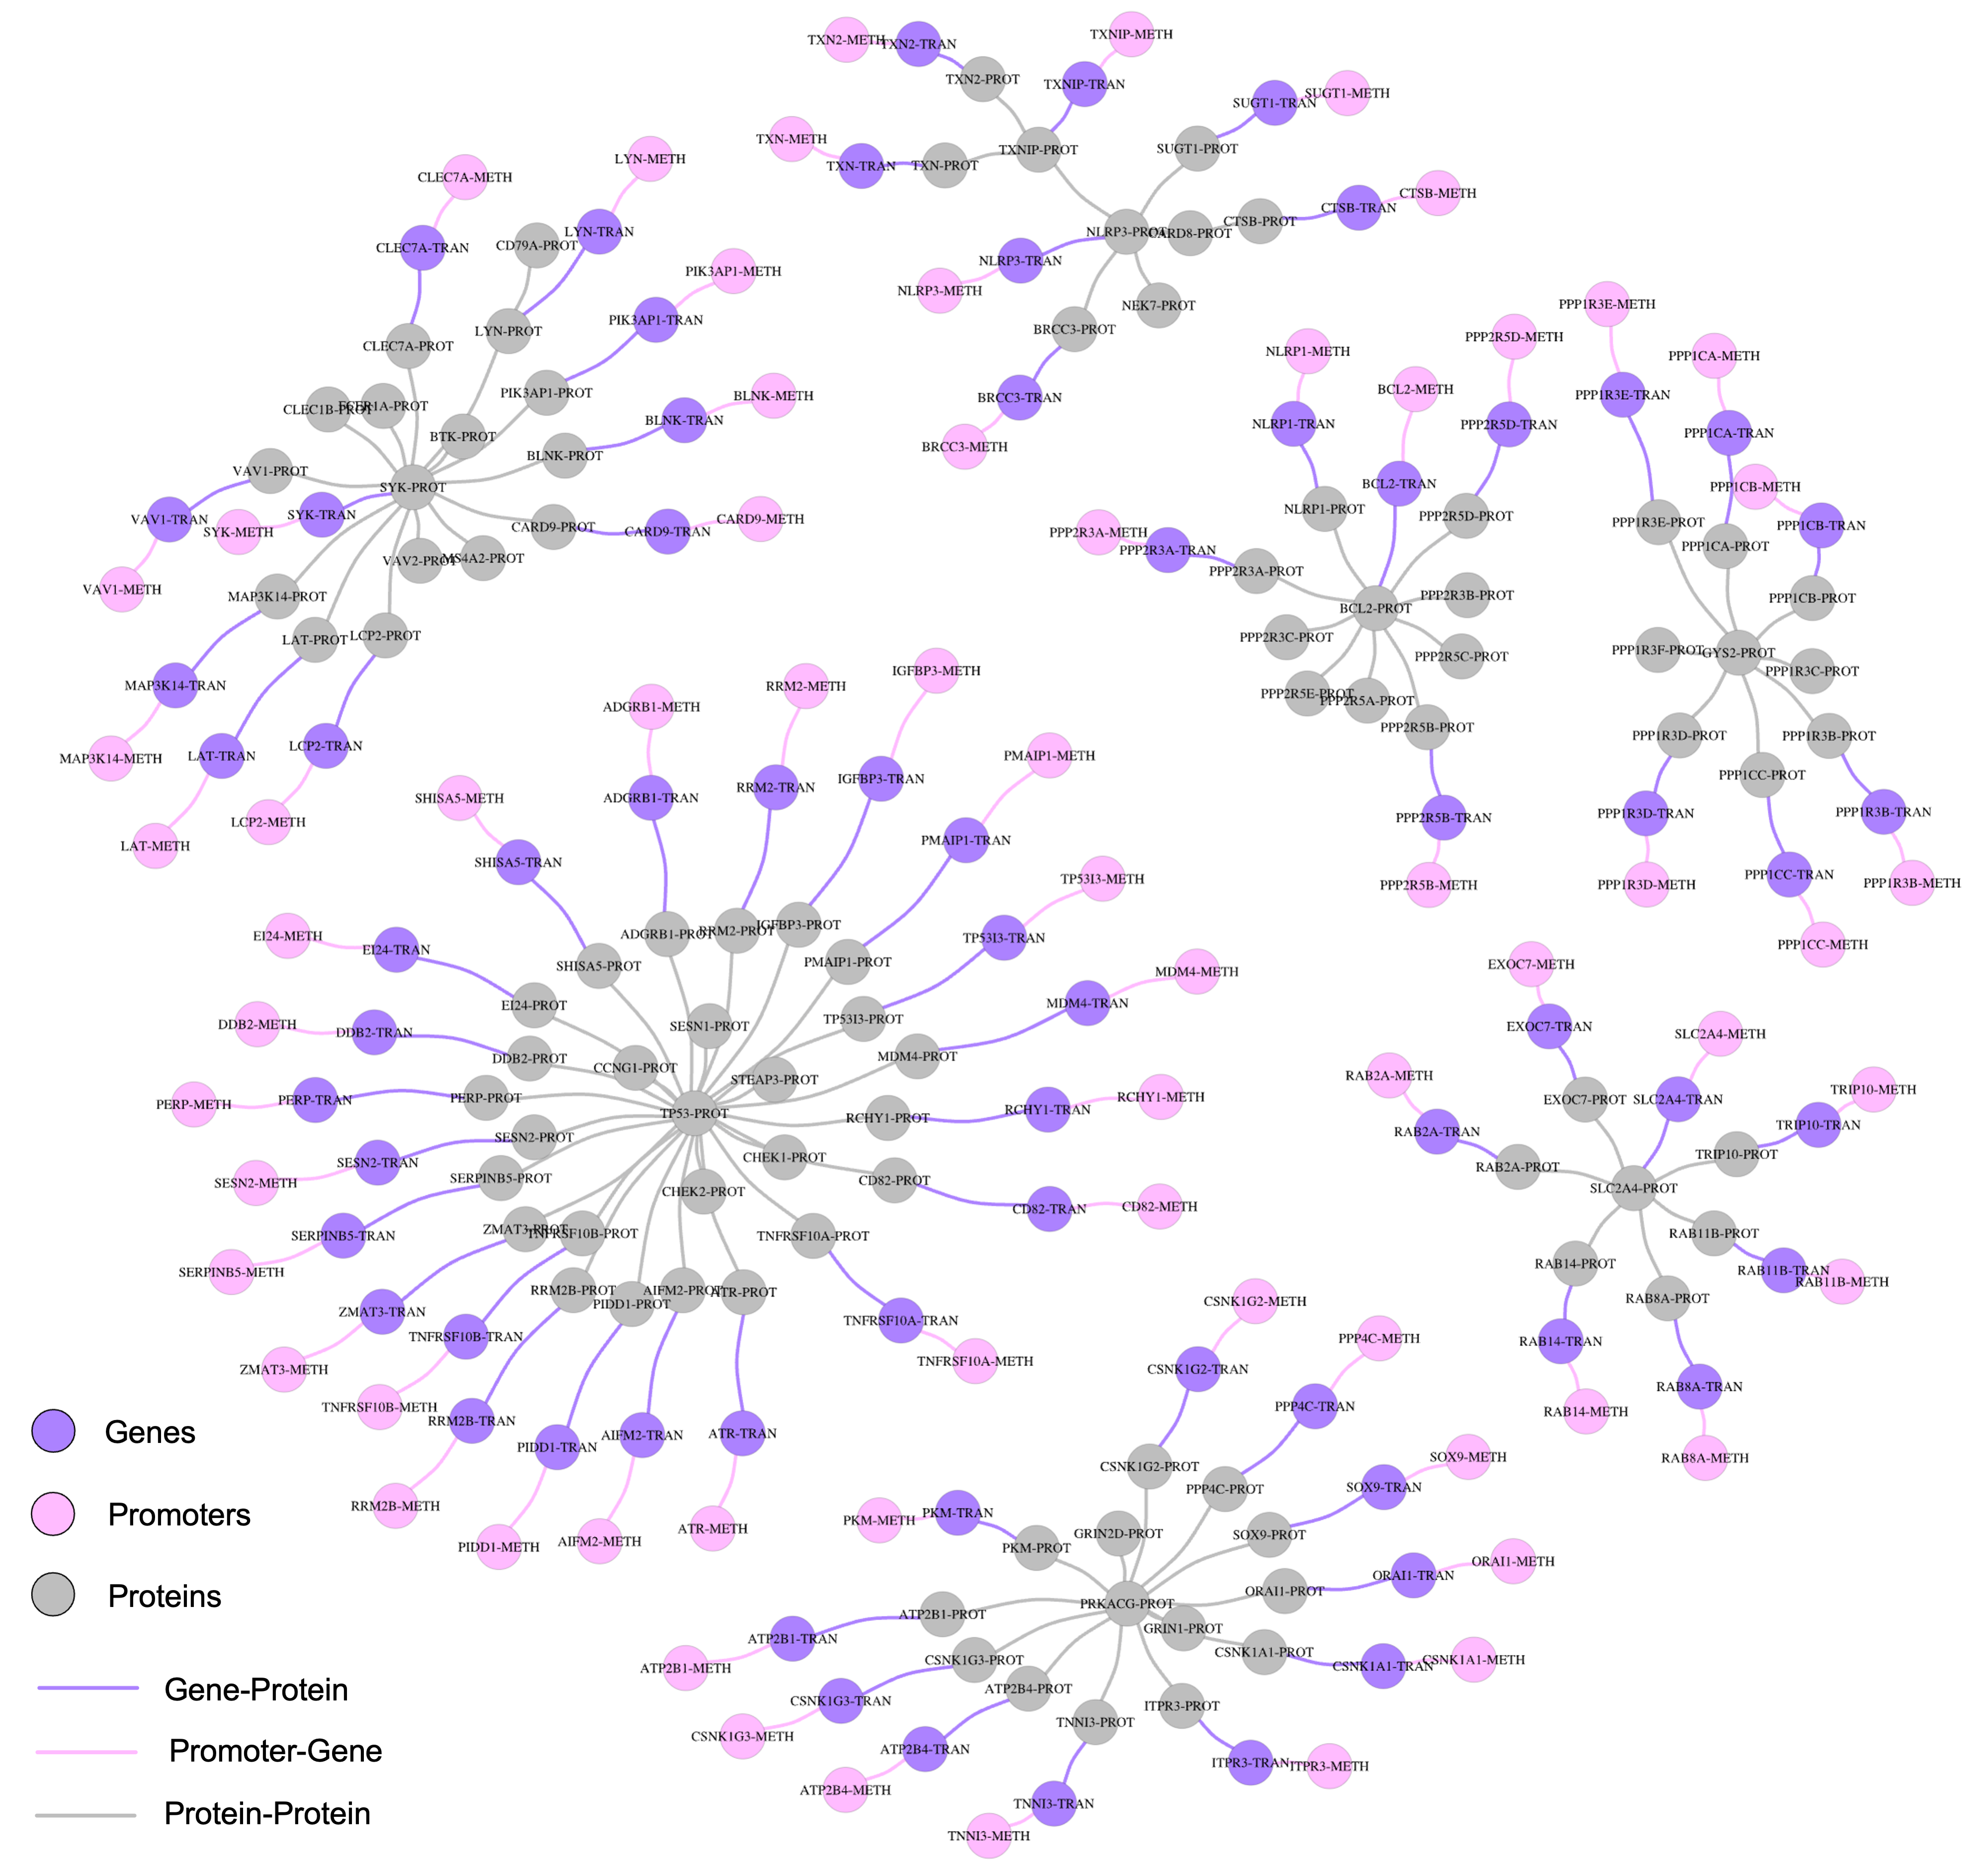 TXN2-METH
TXN2-TRAN
TXN2-PROT
TXNIP-METH
TXNIP-TRAN
TXN-METH
TXN-TRAN
TXN-PROT
TXNIP-PROT
SUGT1-PROT
SUGT1-TRAN
SUGT1-METH
NLRP3-PROT
CARD8-PROT
CTSB-PROT
CTSB-TRAN
CTSB-METH
NLRP3-TRAN
NLRP3-METH
NEK7-PROT
BRCC3-PROT
BRCC3-TRAN
BRCC3-METH
CLEC7A-METH
CLEC7A-TRAN
CLEC7A-PROT
LYN-METH
LYN-TRAN
CD79A-PROT
LYN-PROT
PIK3AP1-METH
PIK3AP1-TRAN
PIK3AP1-PROT
CLEC1B-PROT
FCER1A-PROT
BTK-PROT
BLNK-PROT
BLNK-TRAN
BLNK-METH
VAV1-PROT
VAV1-TRAN
VAV1-METH
SYK-PROT
SYK-TRAN
SYK-METH
CARD9-PROT
CARD9-TRAN
CARD9-METH
VAV2-PROT
MS4A2-PROT
MAP3K14-PROT
MAP3K14-TRAN
MAP3K14-METH
LAT-PROT
LAT-TRAN
LAT-METH
LCP2-PROT
LCP2-TRAN
LCP2-METH
NLRP1-METH
NLRP1-TRAN
NLRP1-PROT
BCL2-METH
BCL2-TRAN
BCL2-PROT
PPP2R5D-METH
PPP2R5D-TRAN
PPP2R5D-PROT
PPP2R3A-METH
PPP2R3A-TRAN
PPP2R3A-PROT
PPP2R3B-PROT
PPP2R3C-PROT
PPP2R5C-PROT
PPP2R5E-PROT
PPP2R5A-PROT
PPP2R5B-PROT
PPP2R5B-TRAN
PPP2R5B-METH
PPP1R3E-METH
PPP1R3E-TRAN
PPP1R3E-PROT
PPP1CA-METH
PPP1CA-TRAN
PPP1CA-PROT
PPP1CB-METH
PPP1CB-TRAN
PPP1CB-PROT
PPP1R3F-PROT
GYS2-PROT
PPP1R3C-PROT
PPP1R3D-PROT
PPP1R3D-TRAN
PPP1R3D-METH
PPP1CC-PROT
PPP1CC-TRAN
PPP1CC-METH
PPP1R3B-PROT
PPP1R3B-TRAN
PPP1R3B-METH
ADGRB1-METH
ADGRB1-TRAN
ADGRB1-PROT
RRM2-METH
RRM2-TRAN
RRM2-PROT
IGFBP3-METH
IGFBP3-TRAN
IGFBP3-PROT
PMAIP1-METH
PMAIP1-TRAN
PMAIP1-PROT
SHISA5-METH
SHISA5-TRAN
SHISA5-PROT
TP53I3-METH
TP53I3-TRAN
TP53I3-PROT
EI24-METH
EI24-TRAN
EI24-PROT
MDM4-METH
MDM4-TRAN
MDM4-PROT
DDB2-METH
DDB2-TRAN
DDB2-PROT
SESN1-PROT
CCNG1-PROT
STEAP3-PROT
PERP-METH
PERP-TRAN
PERP-PROT
TP53-PROT
RCHY1-PROT
RCHY1-TRAN
RCHY1-METH
SESN2-PROT
SESN2-TRAN
SESN2-METH
CHEK1-PROT
CHEK2-PROT
CD82-PROT
CD82-TRAN
CD82-METH
SERPINB5-PROT
SERPINB5-TRAN
SERPINB5-METH
ZMAT3-PROT
ZMAT3-TRAN
ZMAT3-METH
TNFRSF10B-PROT
TNFRSF10B-TRAN
TNFRSF10B-METH
TNFRSF10A-PROT
TNFRSF10A-TRAN
TNFRSF10A-METH
RRM2B-PROT
RRM2B-TRAN
RRM2B-METH
PIDD1-PROT
PIDD1-TRAN
PIDD1-METH
AIFM2-PROT
AIFM2-TRAN
AIFM2-METH
ATR-PROT
ATR-TRAN
ATR-METH
EXOC7-METH
EXOC7-TRAN
EXOC7-PROT
SLC2A4-METH
SLC2A4-TRAN
SLC2A4-PROT
TRIP10-METH
TRIP10-TRAN
TRIP10-PROT
RAB2A-METH
RAB2A-TRAN
RAB2A-PROT
RAB11B-PROT
RAB11B-TRAN
RAB11B-METH
RAB14-PROT
RAB14-TRAN
RAB14-METH
RAB8A-PROT
RAB8A-TRAN
RAB8A-METH
CSNK1G2-METH
CSNK1G2-TRAN
CSNK1G2-PROT
PPP4C-METH
PPP4C-TRAN
PPP4C-PROT
SOX9-METH
SOX9-TRAN
SOX9-PROT
PKM-METH
PKM-TRAN
PKM-PROT
GRIN2D-PROT
ORAI1-METH
ORAI1-TRAN
ORAI1-PROT
PRKACG-PROT
GRIN1-PROT
CSNK1A1-PROT
CSNK1A1-TRAN
CSNK1A1-METH
ATP2B1-PROT
ATP2B1-TRAN
ATP2B1-METH
CSNK1G3-PROT
CSNK1G3-TRAN
CSNK1G3-METH
ATP2B4-PROT
ATP2B4-TRAN
ATP2B4-METH
TNNI3-PROT
TNNI3-TRAN
TNNI3-METH
ITPR3-PROT
ITPR3-TRAN
ITPR3-METH
Genes
Promoters
Proteins
Gene-Protein
Promoter-Gene
Protein-Protein